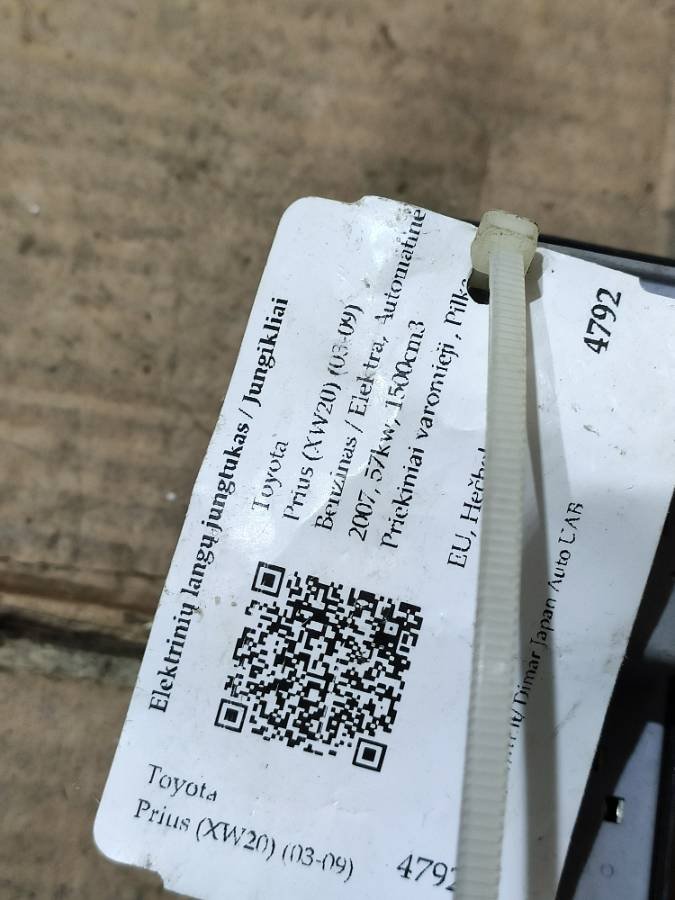 Elektrinių langų jungtukas / Jungikliai
Toyota
Prius (XW20) (03-09)
Benzinas / Elektra, Automatinė
2007, 57kw, 1500cm3
Priekiniai varomieji, Pilka
EU,
Dimar Japan Auto UAB
4792
Toyota
Prius (XW20) (03-09)
4792